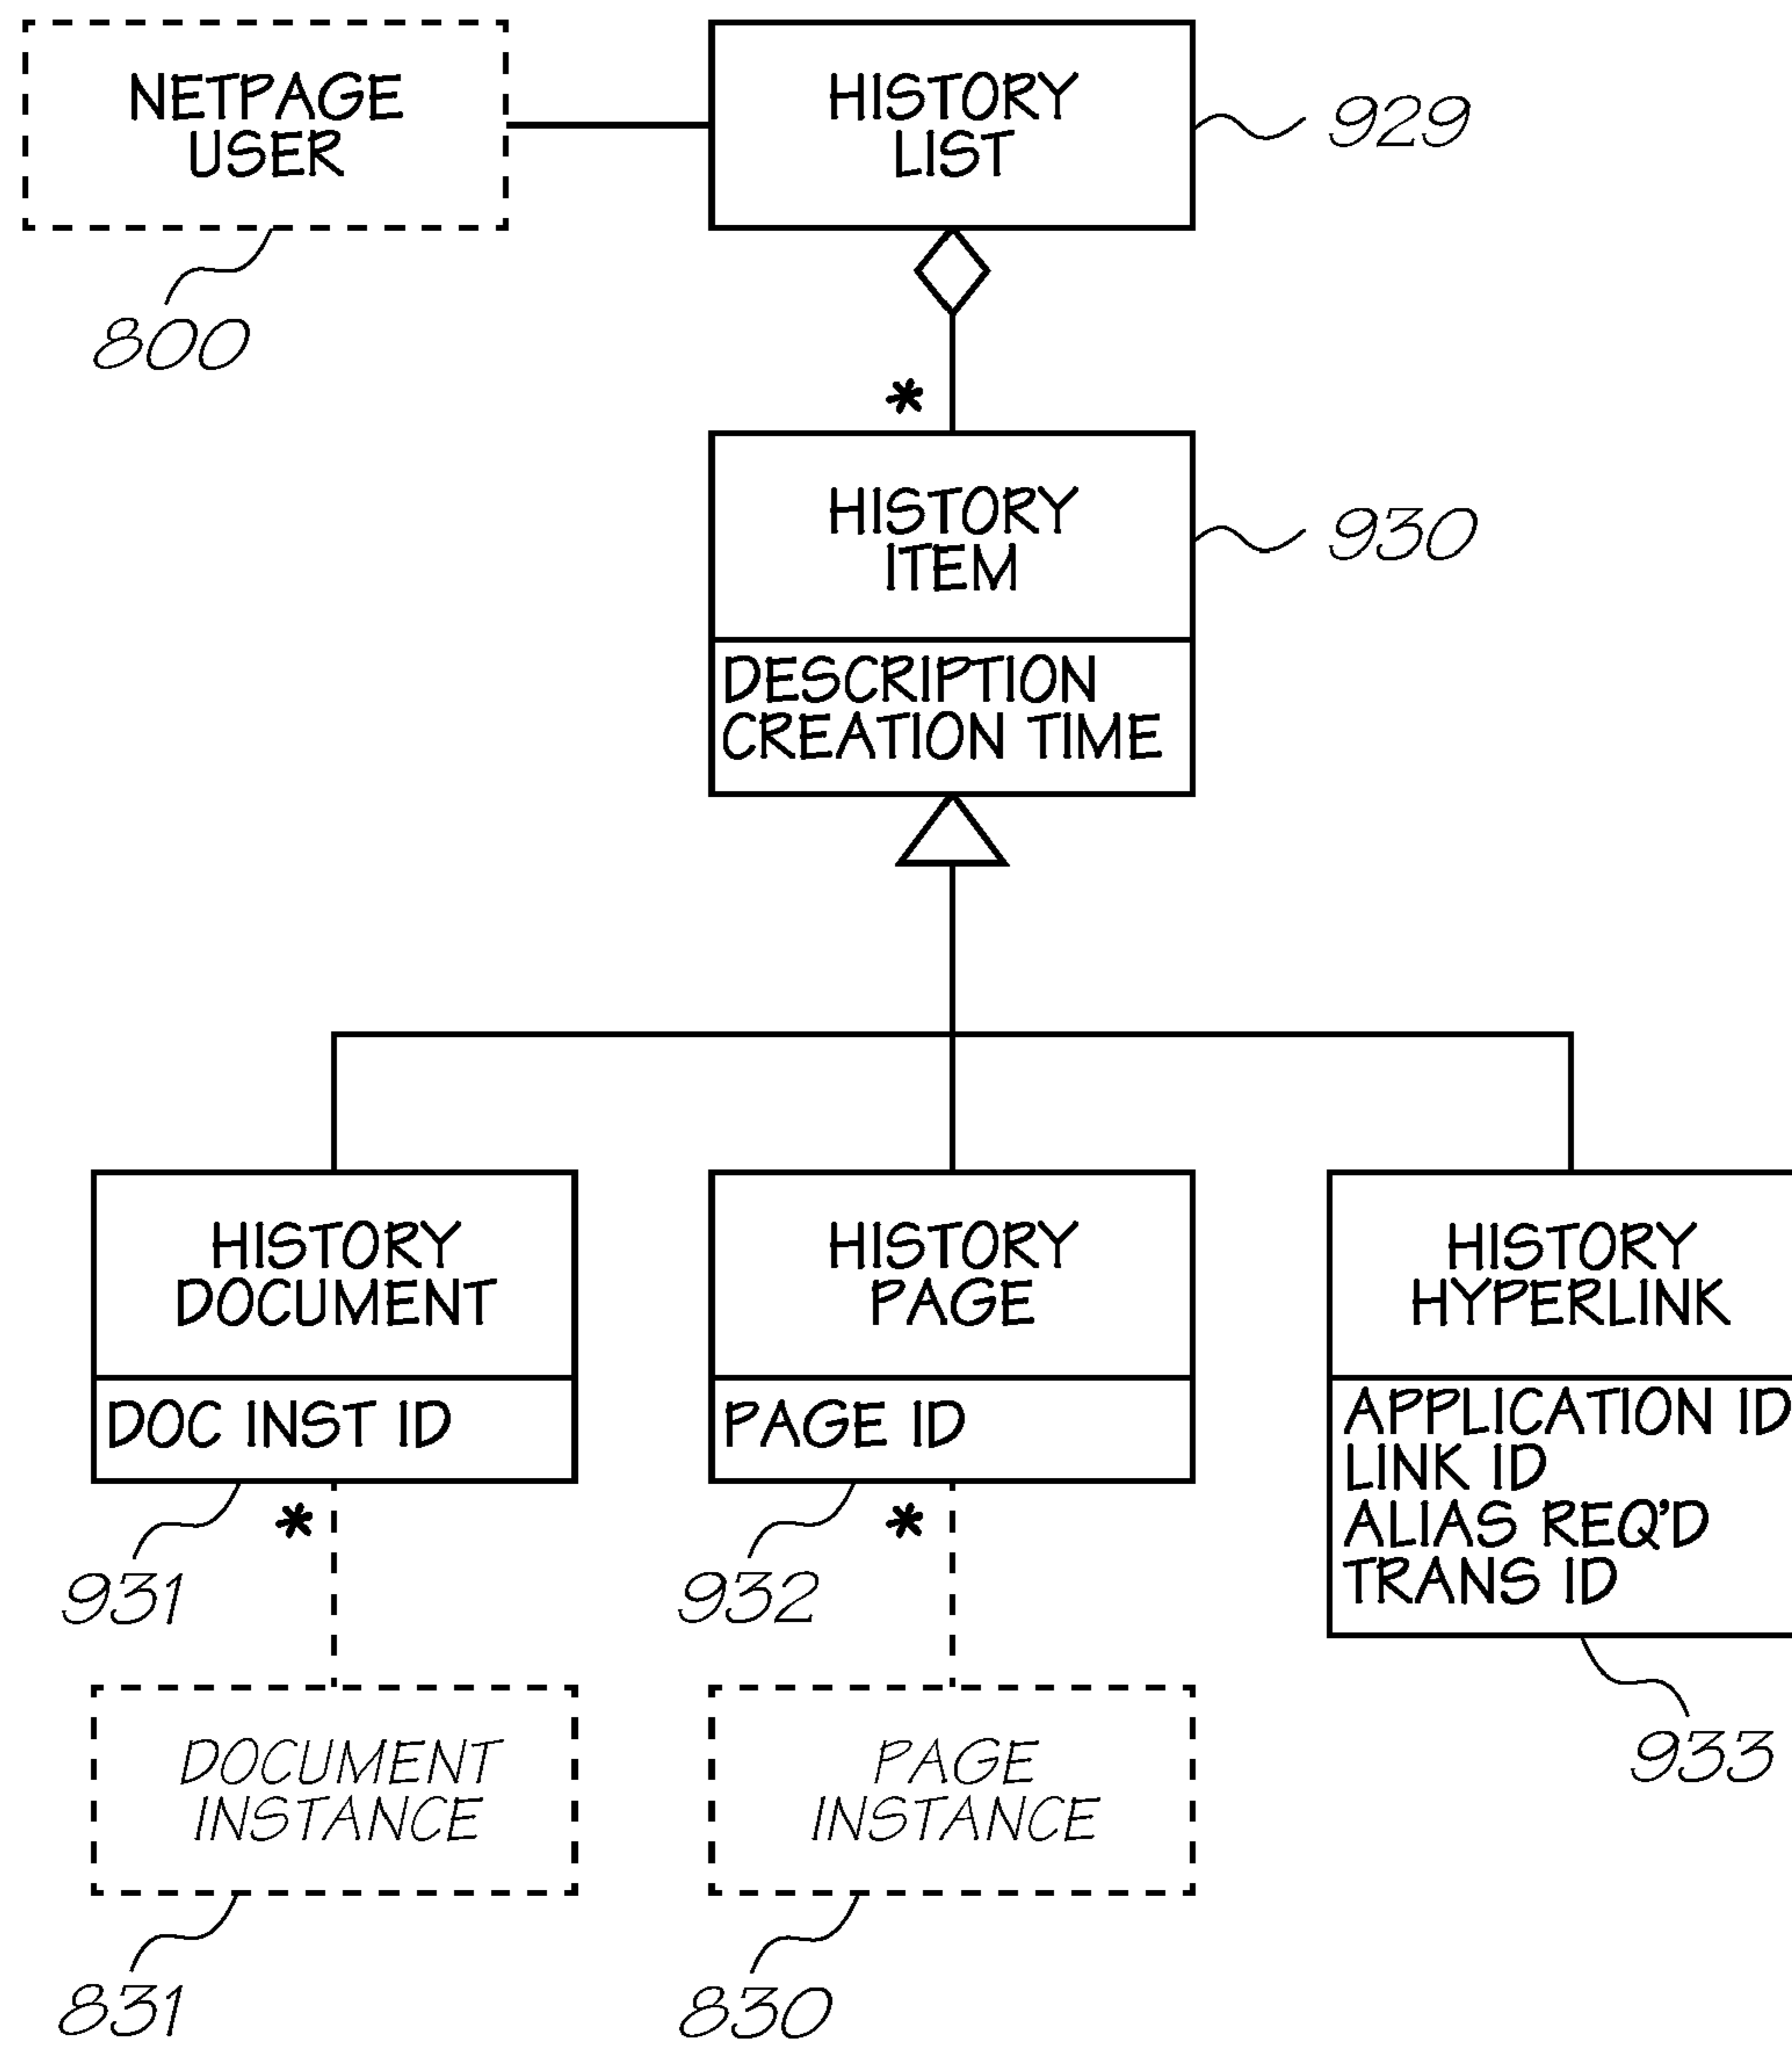 NETPAGE
USER
HISTORY
LIST
929
800
*
HISTORY
ITEM
930
DESCRIPTION
CREATION TIME
HISTORY
DOCUMENT
DOC INST ID
HISTORY
PAGE
PAGE ID
HISTORY
HYPERLINK
APPLICATION ID
LINK ID
ALIAS REQ'D
TRANS ID
*
*
931
932
933
DOCUMENT
INSTANCE
PAGE
INSTANCE
831
830